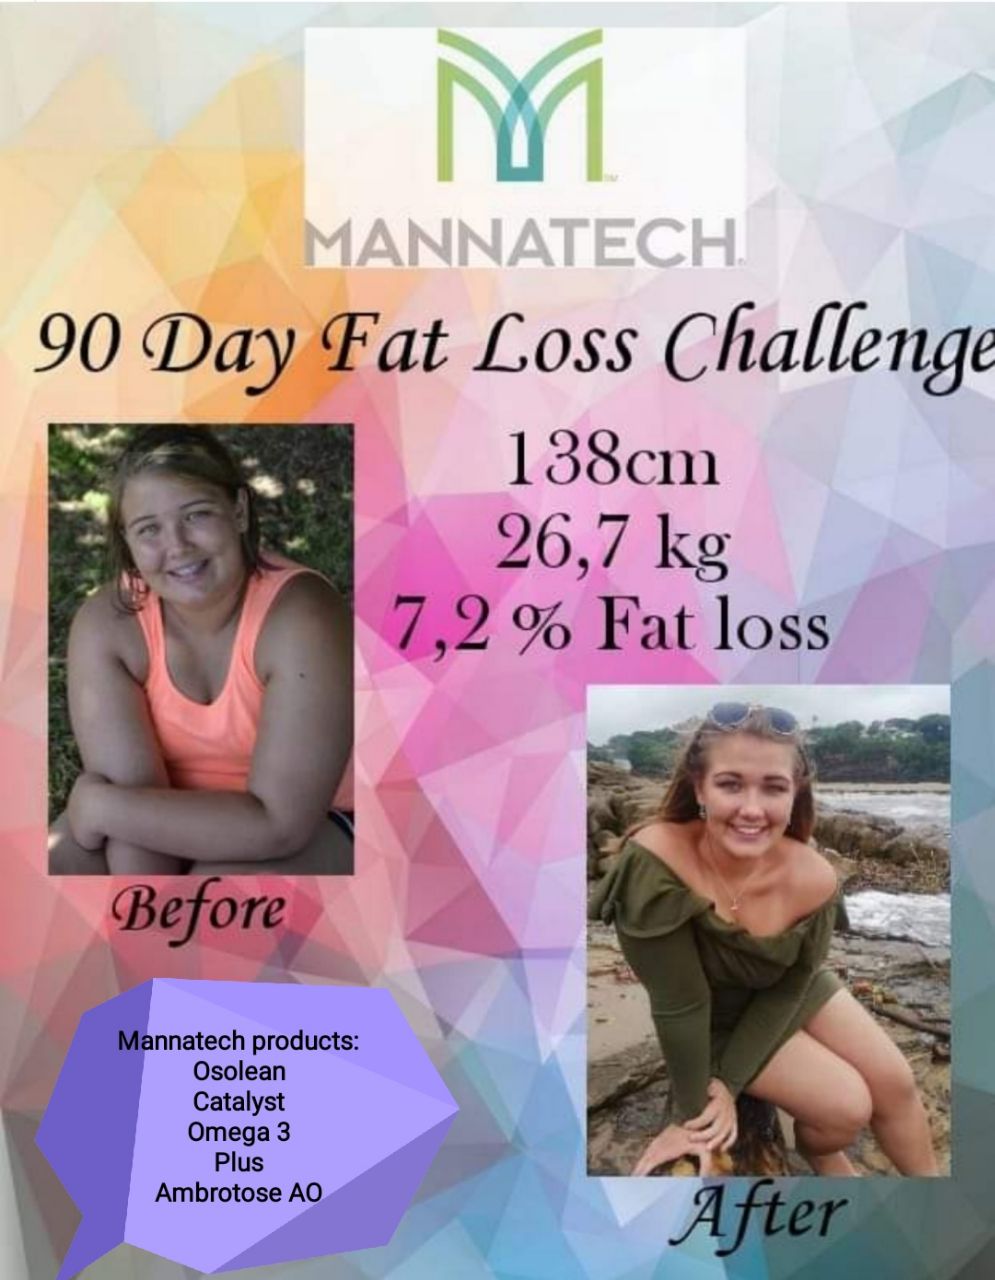 TM
MANNATECH
90 Day Fat Loss Challenge
138cm
26,7 kg
7,2 % Fat loss
Before
Mannatech products:
Osolean
Catalyst
Omega 3
Plus
Ambrotose AO
After